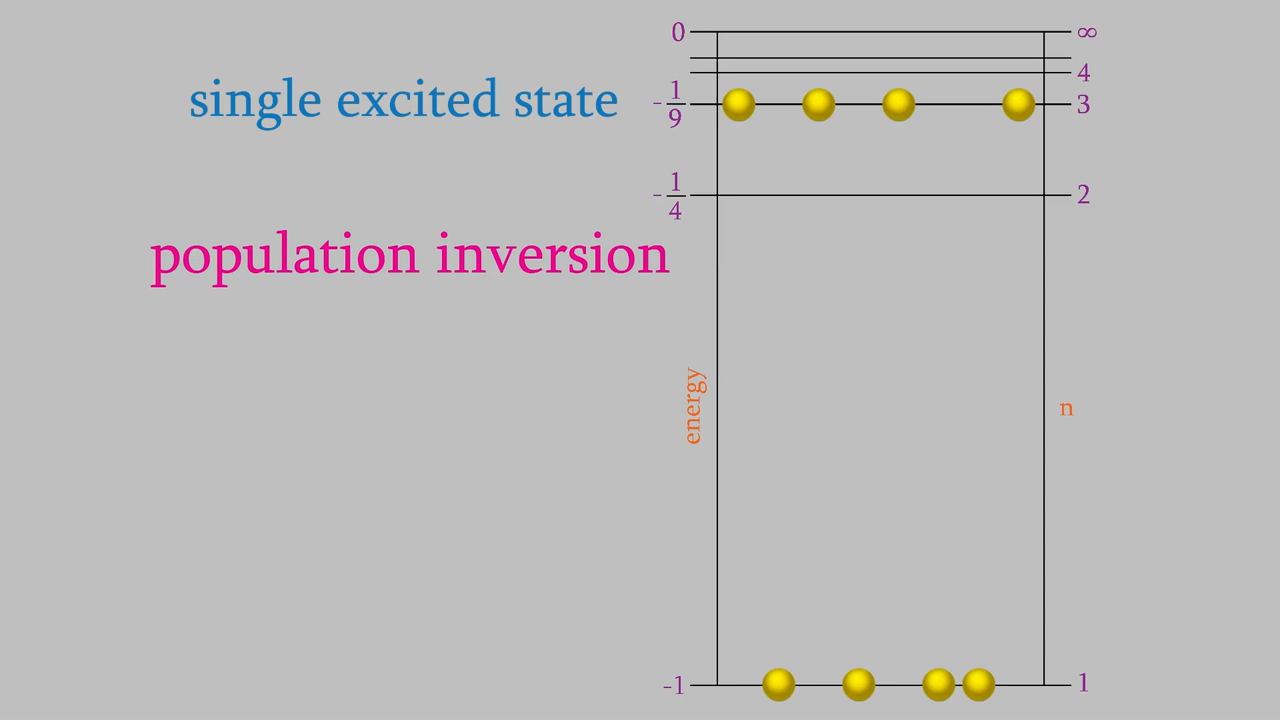 0
∞
4
single excited state
-1/9
3
-1/4
2
population inversion
energy
n
-1
1